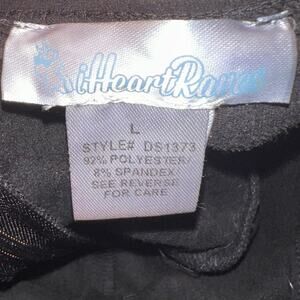 iHeartRaves
L
STYLE# DS1373
92% POLYESTER/
8% SPANDEX
SEE REVERSE
FOR CARE